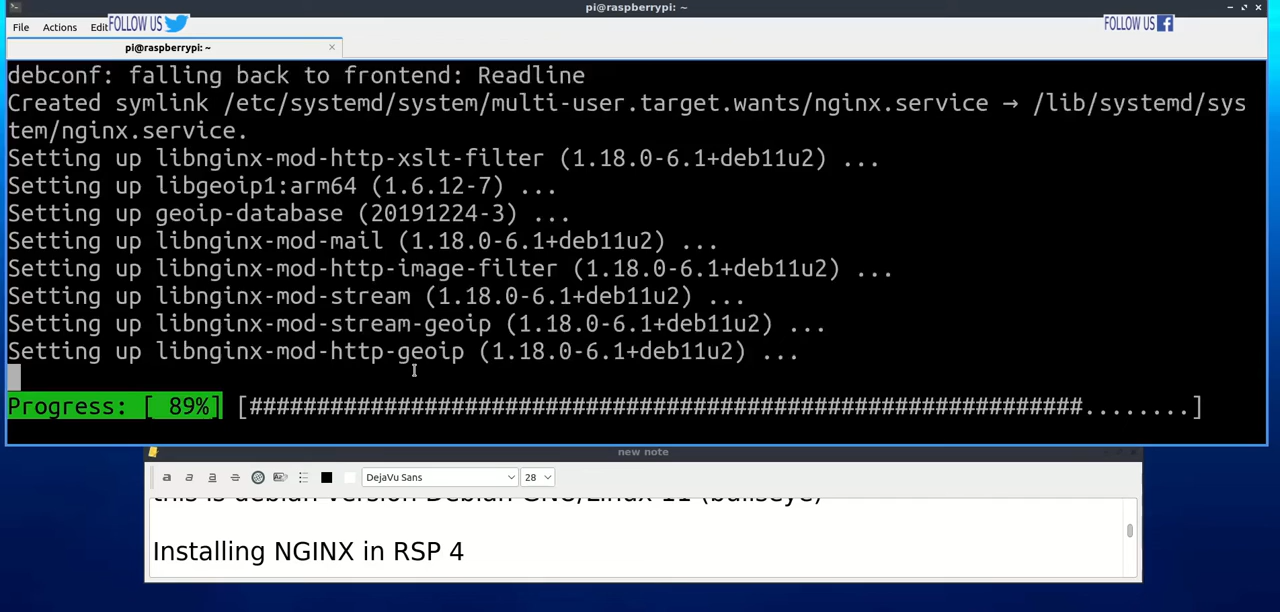 pi@raspberrypi: ~
File Actions Edit
FOLLOW US
FOLLOW US
pi@raspberrypi: ~
debconf: falling back to frontend: Readline
Created symlink /etc/systemd/system/multi-user.target.wants/nginx.service → /lib/systemd/sys
tem/nginx.service.
Setting up libnginx-mod-http-xslt-filter (1.18.0-6.1+deb11u2) ...
Setting up libgeoip1:arm64 (1.6.12-7) ...
Setting up geoip-database (20191224-3) ...
Setting up libnginx-mod-mail (1.18.0-6.1+deb11u2) ...
Setting up libnginx-mod-http-image-filter (1.18.0-6.1+deb11u2) ...
Setting up libnginx-mod-stream (1.18.0-6.1+deb11u2) ...
Setting up libnginx-mod-stream-geoip (1.18.0-6.1+deb11u2) ...
Setting up libnginx-mod-http-geoip (1.18.0-6.1+deb11u2) ...
Progress: [ 89%] [##############################################################........]
new note
DejaVu Sans 28
this is debian version Debian GNU/Linux 11 (bullseye)
Installing NGINX in RSP 4